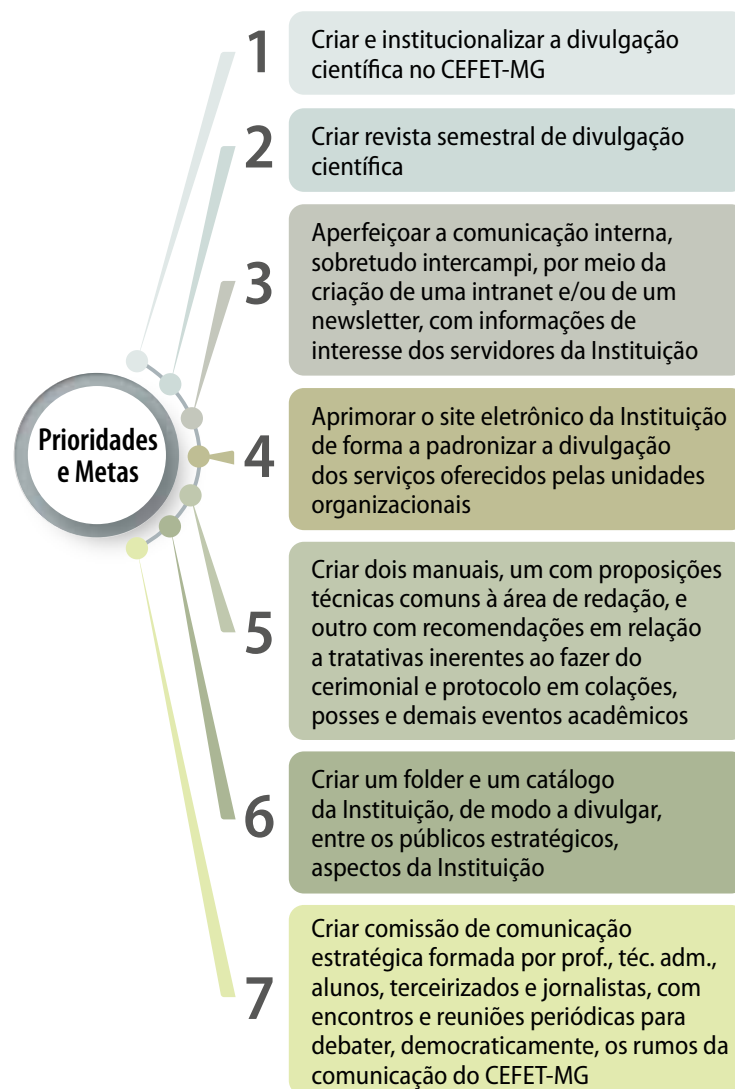 1
Criar e institucionalizar a divulgação
científica no CEFET-MG
2
Criar revista semestral de divulgação
científica
3
Aperfeiçoar a comunicação interna,
sobretudo intercampi, por meio da
criação de uma intranet e/ou de um
newsletter, com informações de
interesse dos servidores da Instituição
Prioridades
e Metas
4
Aprimorar o site eletrônico da Instituição
de forma a padronizar a divulgação
dos serviços oferecidos pelas unidades
organizacionais
5
Criar dois manuais, um com proposições
técnicas comuns à área de redação, e
outro com recomendações em relação
a tratativas inerentes ao fazer do
cerimonial e protocolo em colações,
posses e demais eventos acadêmicos
6
Criar um folder e um catálogo
da Instituição, de modo a divulgar,
entre os públicos estratégicos,
aspectos da Instituição
7
Criar comissão de comunicação
estratégica formada por prof., téc. adm.,
alunos, terceirizados e jornalistas, com
encontros e reuniões periódicas para
debater, democraticamente, os rumos da
comunicação do CEFET-MG